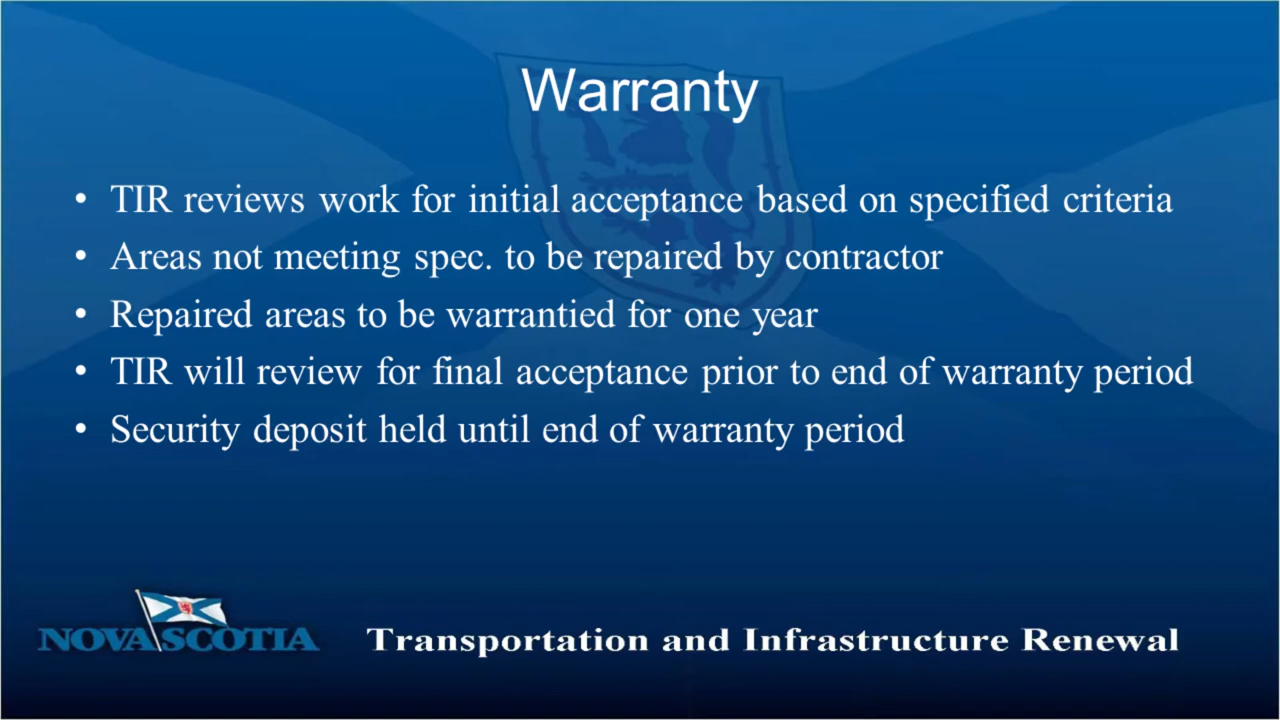 Warranty
• TIR reviews work for initial acceptance based on specified criteria
• Areas not meeting spec. to be repaired by contractor
• Repaired areas to be warrantied for one year
• TIR will review for final acceptance prior to end of warranty period
• Security deposit held until end of warranty period
NOVA SCOTIA
Transportation and Infrastructure Renewal